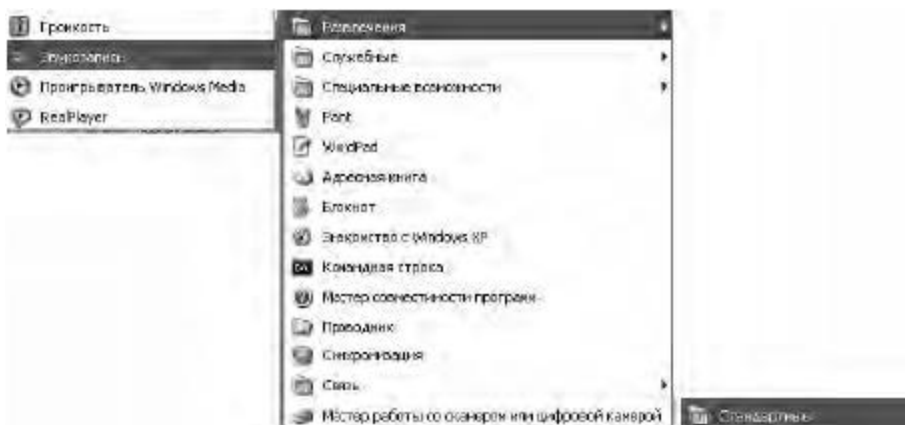 Громкость
Звукозапись
Проигрыватель Windows Media
RealPlayer
Развлечения
Служебные
Специальные возможности
Paint
WordPad
Адресная книга
Блокнот
Знакомство с Windows XP
Командная строка
Мастер совместимости программ
Проводник
Синхронизация
Связь
Мастер работы со сканером или цифровой камерой
Стандартные